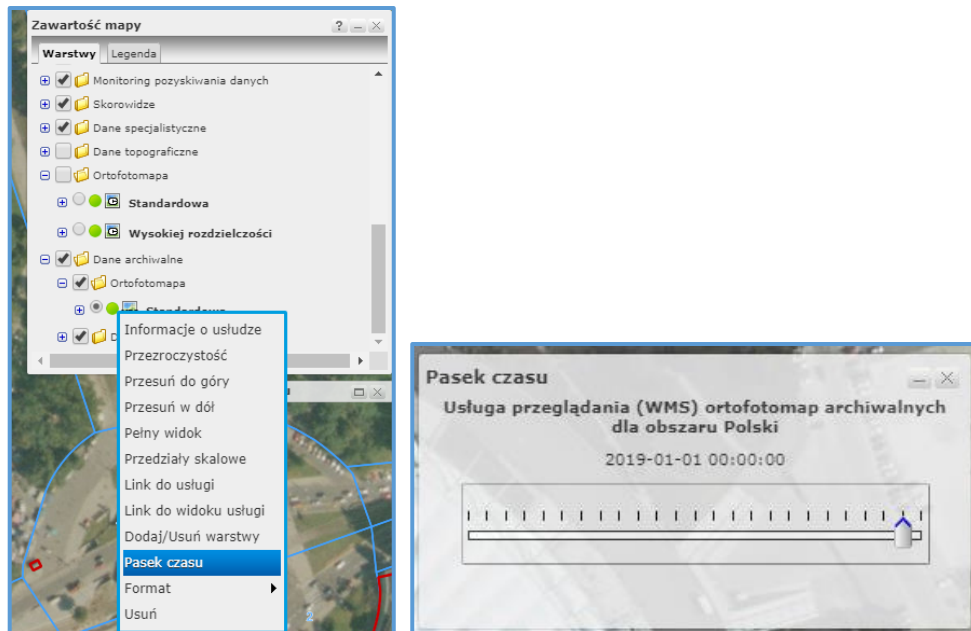 Zawartość mapy
Warstwy Legenda
Monitoring pozyskiwania danych
Skorowidze
Dane specjalistyczne
Dane topograficzne
Ortofotomapa
Standardowa
Wysokiej rozdzielczości
Dane archiwalne
Ortofotomapa
Standardowa
D
Informacje o usłudze
Przezroczystość
Przesuń do góry
Przesuń w dół
Pełny widok
Przedziały skalowe
Link do usługi
Link do widoku usługi
Dodaj/Usuń warstwy
Pasek czasu
Format
Usuń
Pasek czasu
Usługa przeglądania (WMS) ortofotomap archiwalnych
dla obszaru Polski
2019-01-01 00:00:00